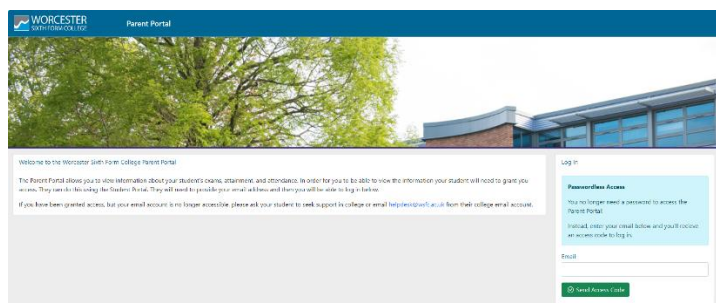 WORCESTER
SIXTH FORM COLLEGE
Parent Portal
Welcome to the Worcester Sixth Form College Parent Portal
The Parent Portal allows you to view information about your student's exams, attainment, and attendance. In order for you to be able to view the information your student will need to grant you
access. They can do this using the Student Portal. They will need to provide your email address and then you will be able to log in below.
If you have been granted access, but your email account is no longer accessible, please ask your student to seek support in college or email helpdesk@wsfc.ac.uk from their college email account.
Log in
Passwordless Access
You no longer need a password to access the
Parent Portal
Instead, enter your email below and you'll recieve
an access code to log in.
Email
Send Access Code